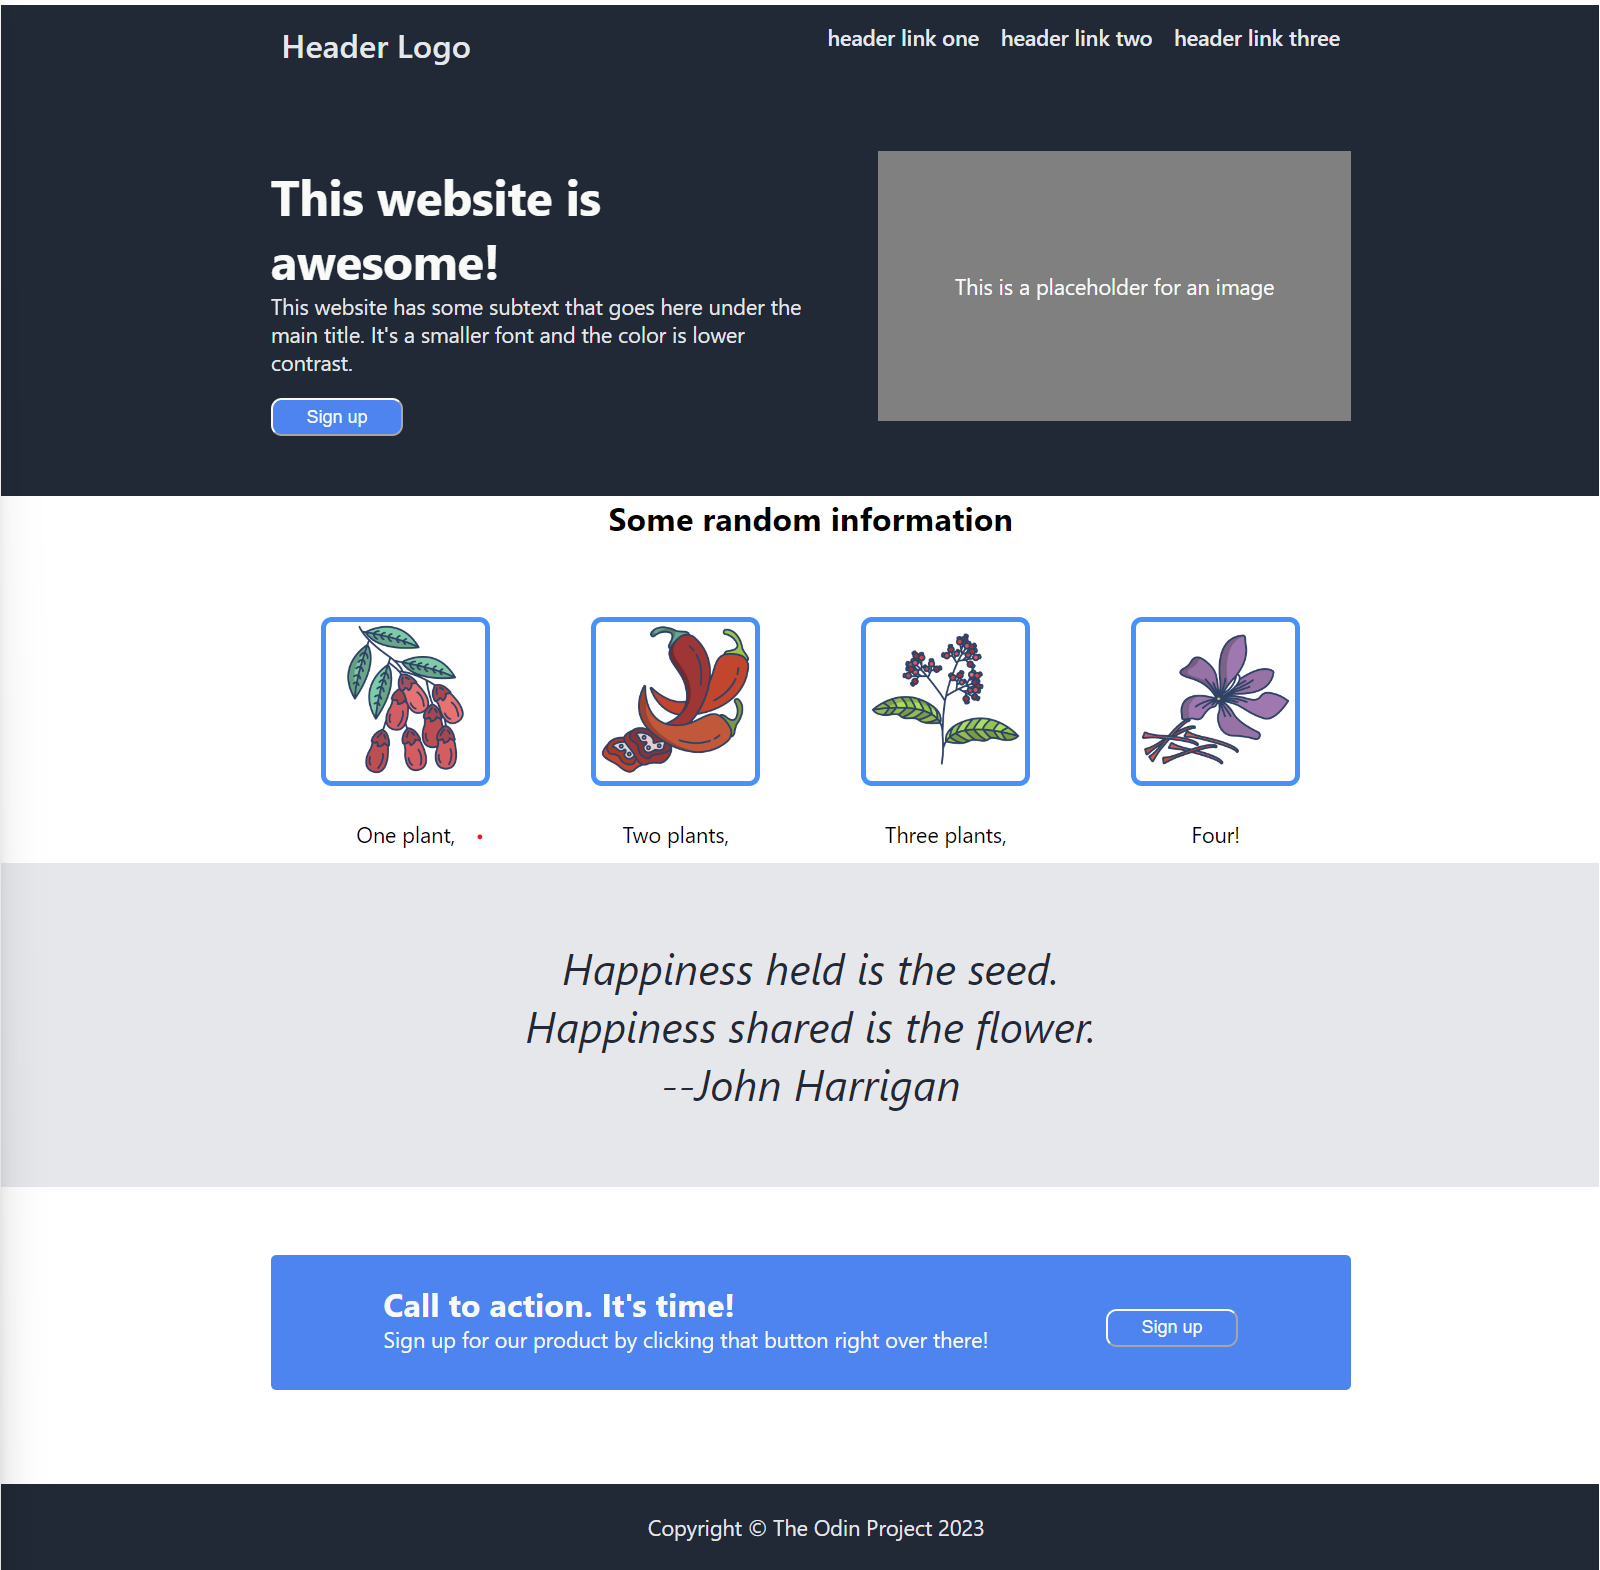 Header Logo
header link one header link two header link three
This website is
awesome!
This website has some subtext that goes here under the
main title. It's a smaller font and the color is lower
contrast.
Sign up
This is a placeholder for an image
Some random information
One plant,
Two plants,
Three plants,
Four!
Happiness held is the seed.
Happiness shared is the flower.
--John Harrigan
Call to action. It's time!
Sign up for our product by clicking that button right over there!
Sign up
Copyright © The Odin Project 2023